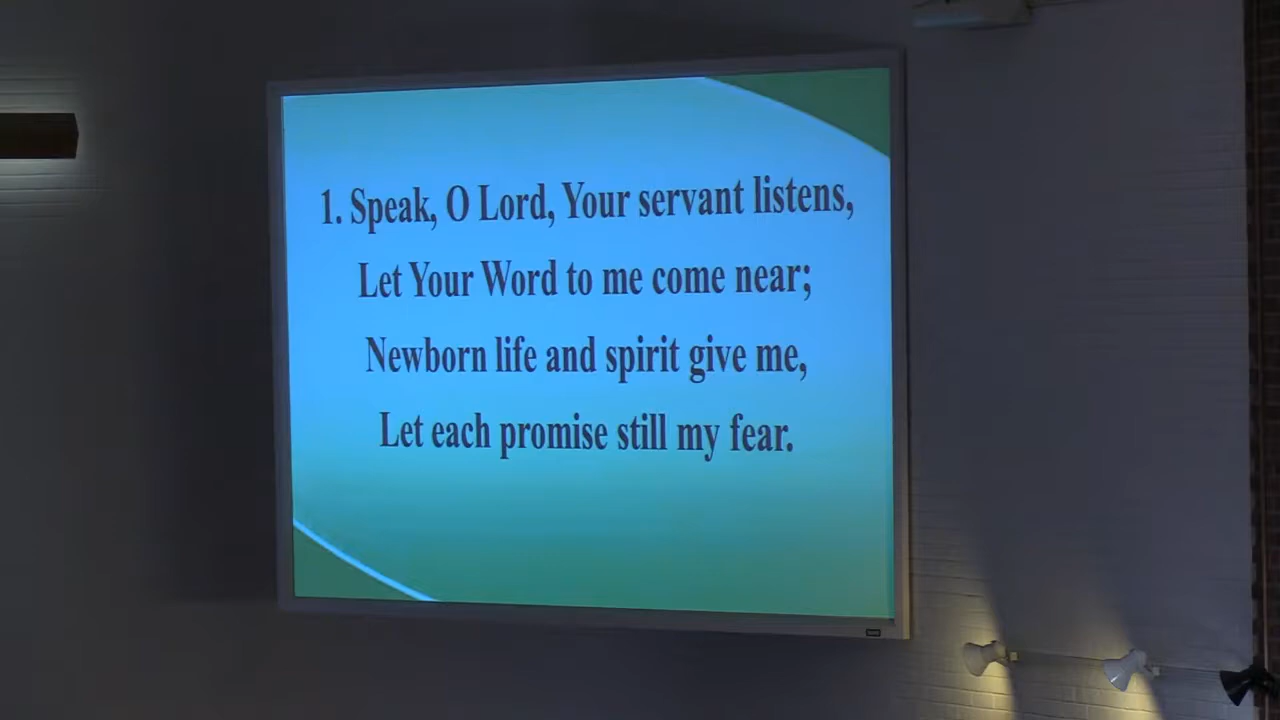 1. Speak, O Lord, Your servant listens,
Let Your Word to me come near;
Newborn life and spirit give me,
Let each promise still my fear.